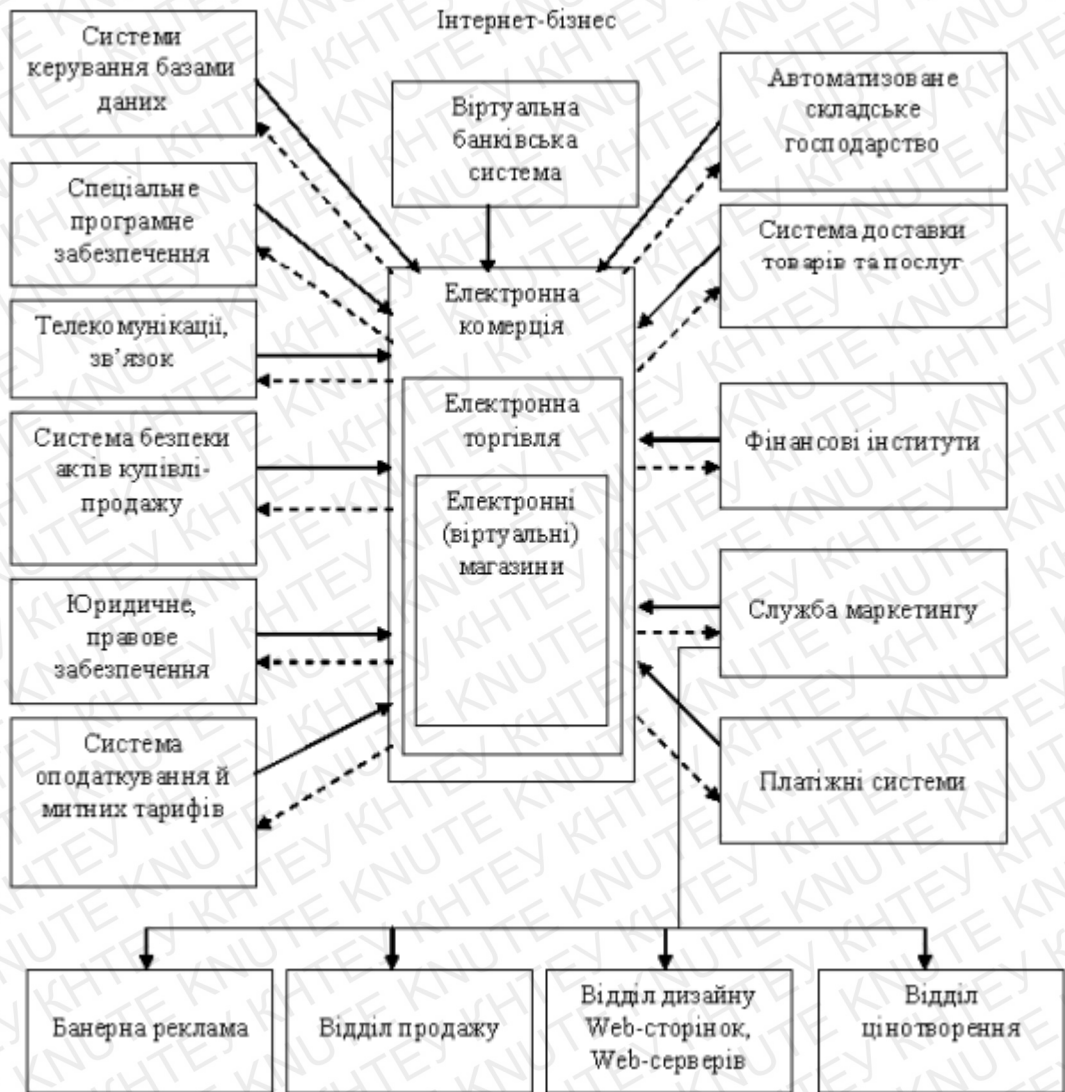 Інтернет-бізнес
Системи
керування базами
даних
Віртуальна
банківська
система
Автоматизоване
складське
господарство
Спеціальне
програмне
забезпечення
Система доставки
товарів та послуг
Електронна
комерція
Телекомунікації,
зв’язок
Електронна
торгівля
Система безпеки
актів купівлі-
продажу
Фінансові інститути
Електронні
(віртуальні)
магазини
Юридичне,
правове
забезпечення
Служба маркетингу
Система
оподаткування й
митних тарифів
Платіжні системи
Банерна реклама
Відділ продажу
Відділ дизайну
Web-сторінок,
Web-серверів
Відділ
цінотворення
KNUTE КНТЕУ